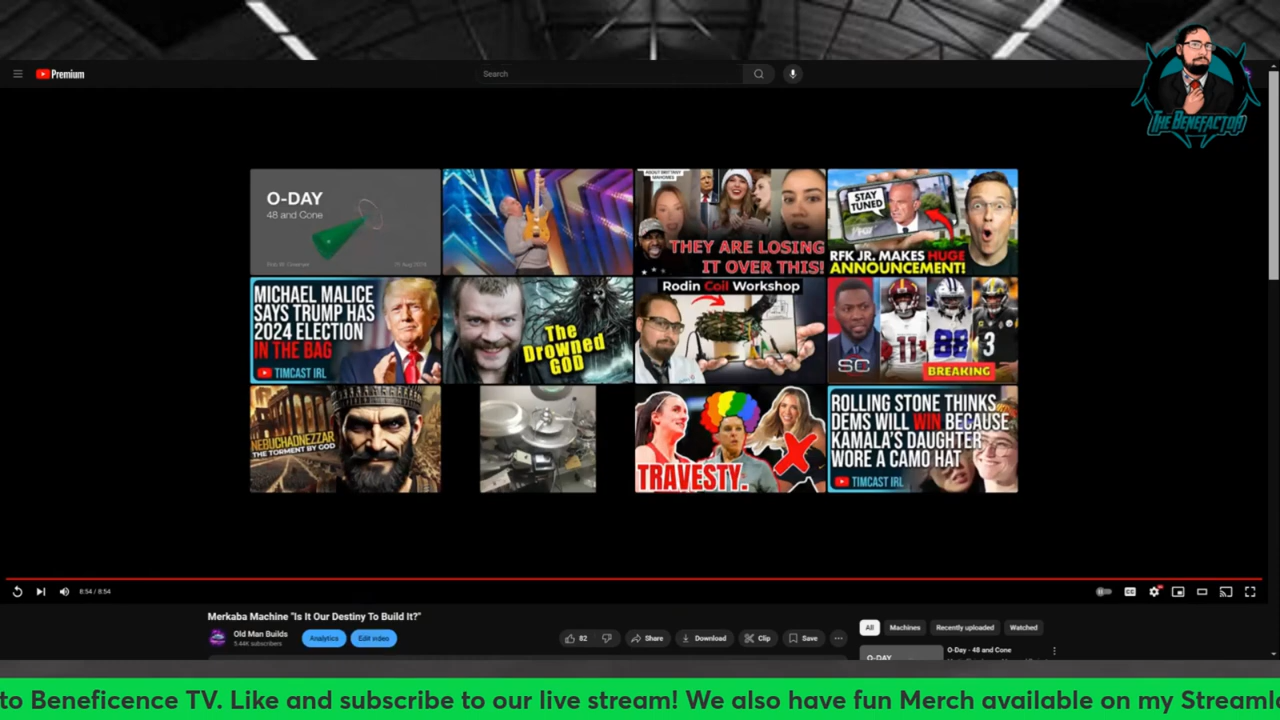 Premium
Search
THE BENEFACTOR
O-DAY
48 and Cone
STAY
TUNED
THEY ARE LOSING
IT OVER THIS!
RFK JR. MAKES HUGE
ANNOUNCEMENT!
MICHAEL MALICE
SAYS TRUMP HAS
2024 ELECTION
IN THE BAG
TIMCAST IRL
The
Drowned
GOD
Rodin Coil Workshop
SC
11
88
3
BREAKING
NEBUCHADNEZZAR
THE TORMENT BY GOD
TRAVESTY.
ROLLING STONE THINKS
DEMS WILL WIN BECAUSE
KAMALA'S DAUGHTER
WORE A CAMO HAT
TIMCAST IRL
8:54 / 8:54
Merkaba Machine "Is It Our Destiny To Build It?"
Old Man Builds
5.44K subscribers
Analytics
Edit video
82
Share
Download
Clip
Save
All
Machines
Recently uploaded
Watched
O-DAY
O-Day - 48 and Cone
to Beneficence TV. Like and subscribe to our live stream! We also have fun Merch available on my Streaml